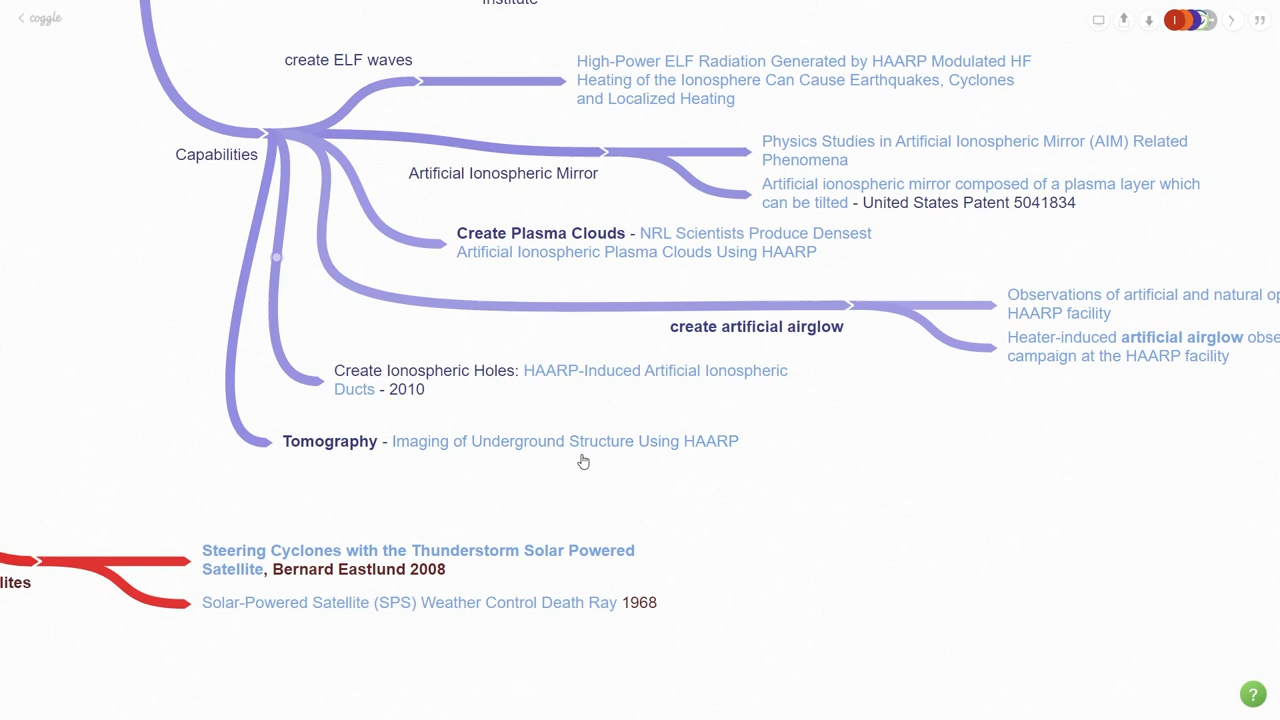 coggle
Institute
create ELF waves
High-Power ELF Radiation Generated by HAARP Modulated HF
Heating of the Ionosphere Can Cause Earthquakes, Cyclones
and Localized Heating
Capabilities
Artificial Ionospheric Mirror
Physics Studies in Artificial Ionospheric Mirror (AIM) Related
Phenomena
Artificial ionospheric mirror composed of a plasma layer which
can be tilted - United States Patent 5041834
Create Plasma Clouds - NRL Scientists Produce Densest
Artificial Ionospheric Plasma Clouds Using HAARP
create artificial airglow
Observations of artificial and natural op
HAARP facility
Heater-induced artificial airglow obse
campaign at the HAARP facility
Create Ionospheric Holes: HAARP-Induced Artificial Ionospheric
Ducts - 2010
Tomography - Imaging of Underground Structure Using HAARP
lites
Steering Cyclones with the Thunderstorm Solar Powered
Satellite, Bernard Eastlund 2008
Solar-Powered Satellite (SPS) Weather Control Death Ray 1968
?